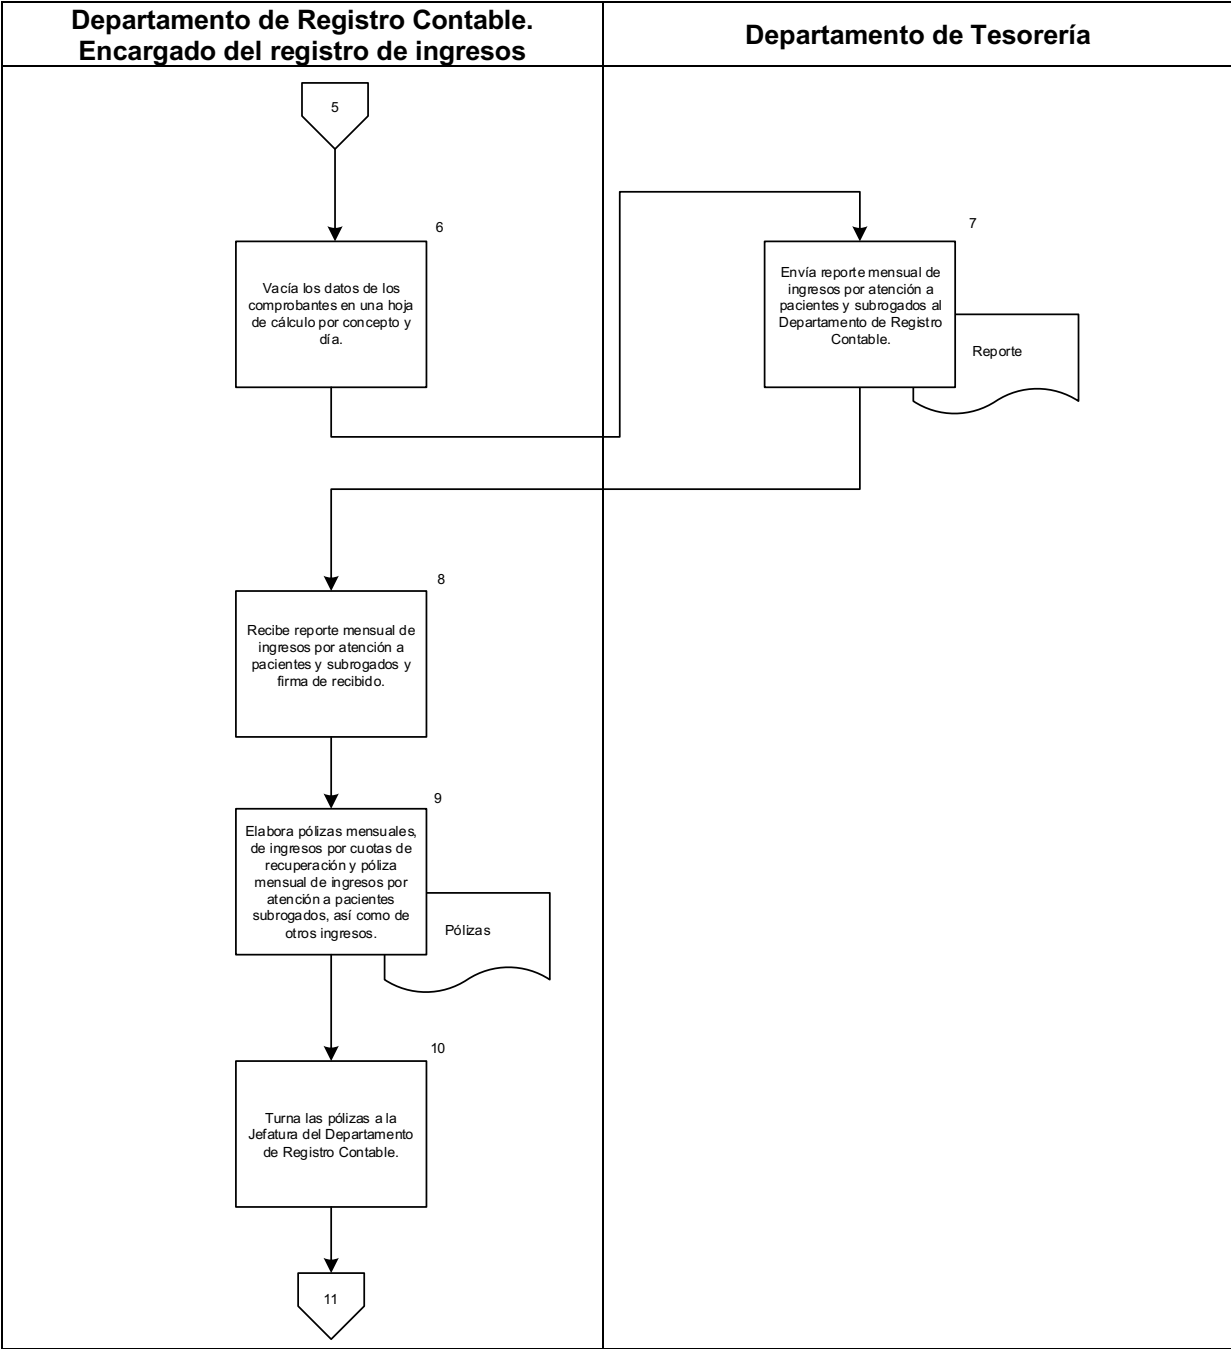 Departamento de Registro Contable.
Encargado del registro de ingresos
Departamento de Tesorería
5
6
Vacía los datos de los
comprobantes en una hoja
de cálculo por concepto y
día.
7
Envía reporte mensual de
ingresos por atención a
pacientes y subrogados al
Departamento de Registro
Contable.
Reporte
8
Recibe reporte mensual de
ingresos por atención a
pacientes y subrogados y
firma de recibido.
9
Elabora pólizas mensuales,
de ingresos por cuotas de
recuperación y póliza
mensual de ingresos por
atención a pacientes
subrogados, así como de
otros ingresos.
Pólizas
10
Turna las pólizas a la
Jefatura del Departamento
de Registro Contable.
11